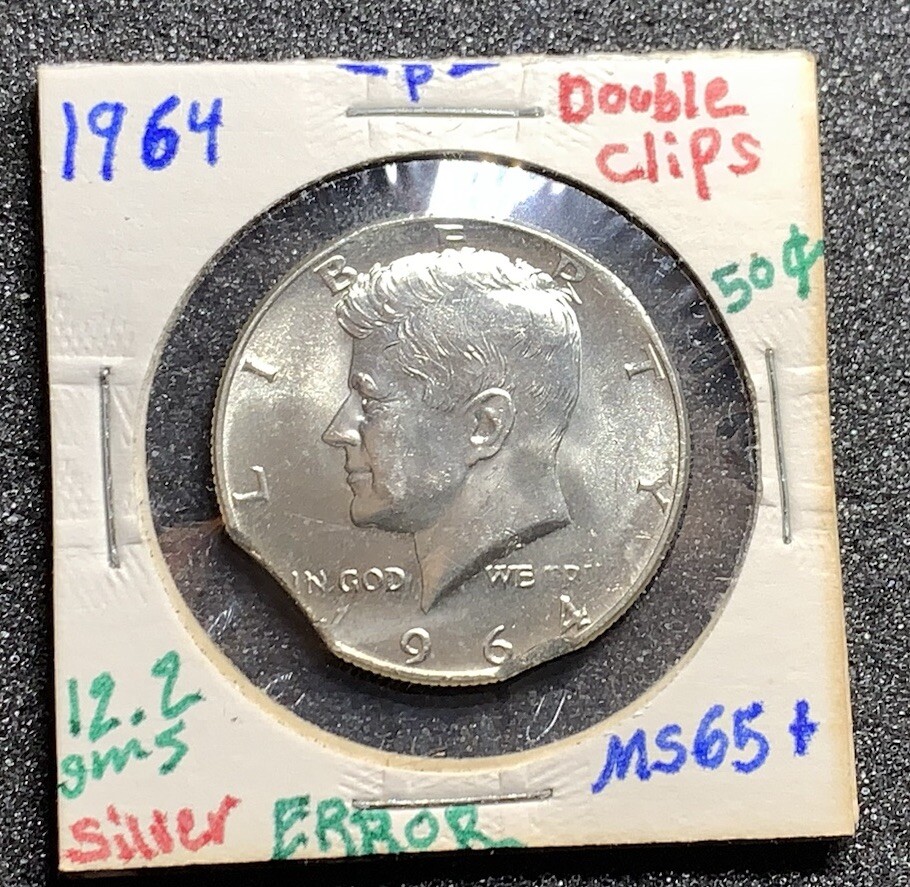 1964
-P-
Double
Clips
50¢
LIBERTY
IN GOD WE TRU
1964
12.2
gms
MS65+
Silver ERROR